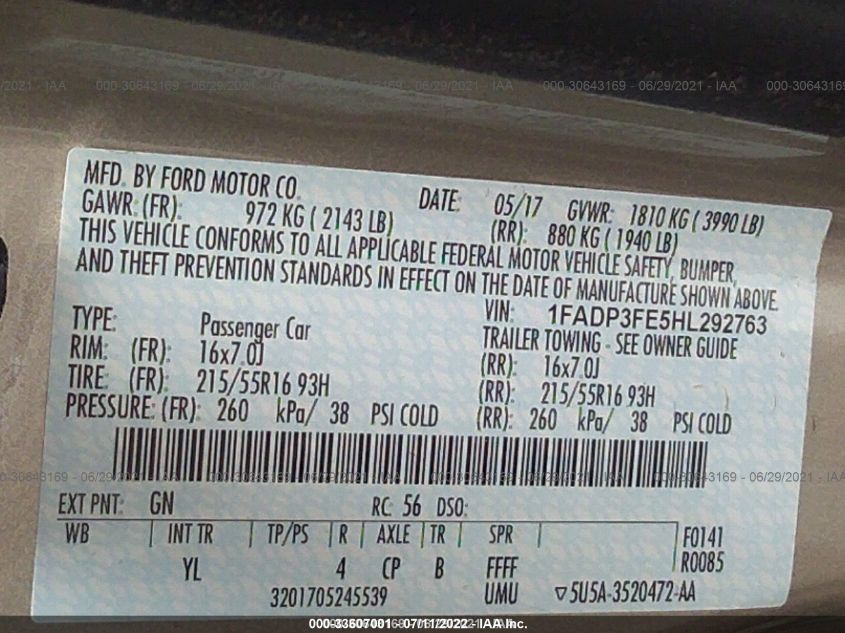 000-30643169 - 06/29/2021 - IAA 000-30643169 - 06/29/2021 - IAA
MFD. BY FORD MOTOR CO. DATE: 05/17 GVWR: 1810 KG ( 3990 LB)
GAWR: (FR): 972 KG ( 2143 LB) (RR): 880 KG ( 1940 LB)
THIS VEHICLE CONFORMS TO ALL APPLICABLE FEDERAL MOTOR VEHICLE SAFETY, BUMPER,
AND THEFT PREVENTION STANDARDS IN EFFECT ON THE DATE OF MANUFACTURE SHOWN ABOVE.
VIN: 1FADP3FE5HL292763
TYPE: Passenger Car TRAILER TOWING - SEE OWNER GUIDE
RIM: (FR): 16x7.0J (RR): 16x7.0J
TIRE: (FR): 215/55R16 93H (RR): 215/55R16 93H
PRESSURE: (FR): 260 kPa/ 38 PSI COLD (RR): 260 kPa/ 38 PSI COLD
EXT PNT: GN RC: 56 DSO:
WB INT TR TP/PS R AXLE TR SPR F0141
YL 4 CP B FFFF R0085
3201705245539 UMU ▽5U5A-3520472-AA
000-33607001 - 07/11/2022 - IAA Inc.